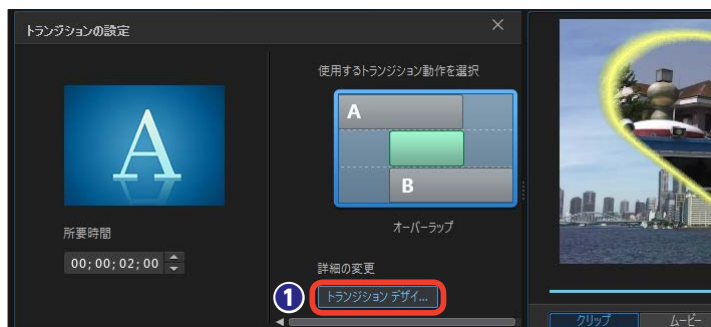 トランジションの設定
使用するトランジション動作を選択
A
A
B
オーバーラップ
所要時間
00;00;02;00
詳細の変更
1
トランジション デザイ...
クリップ
ムービー